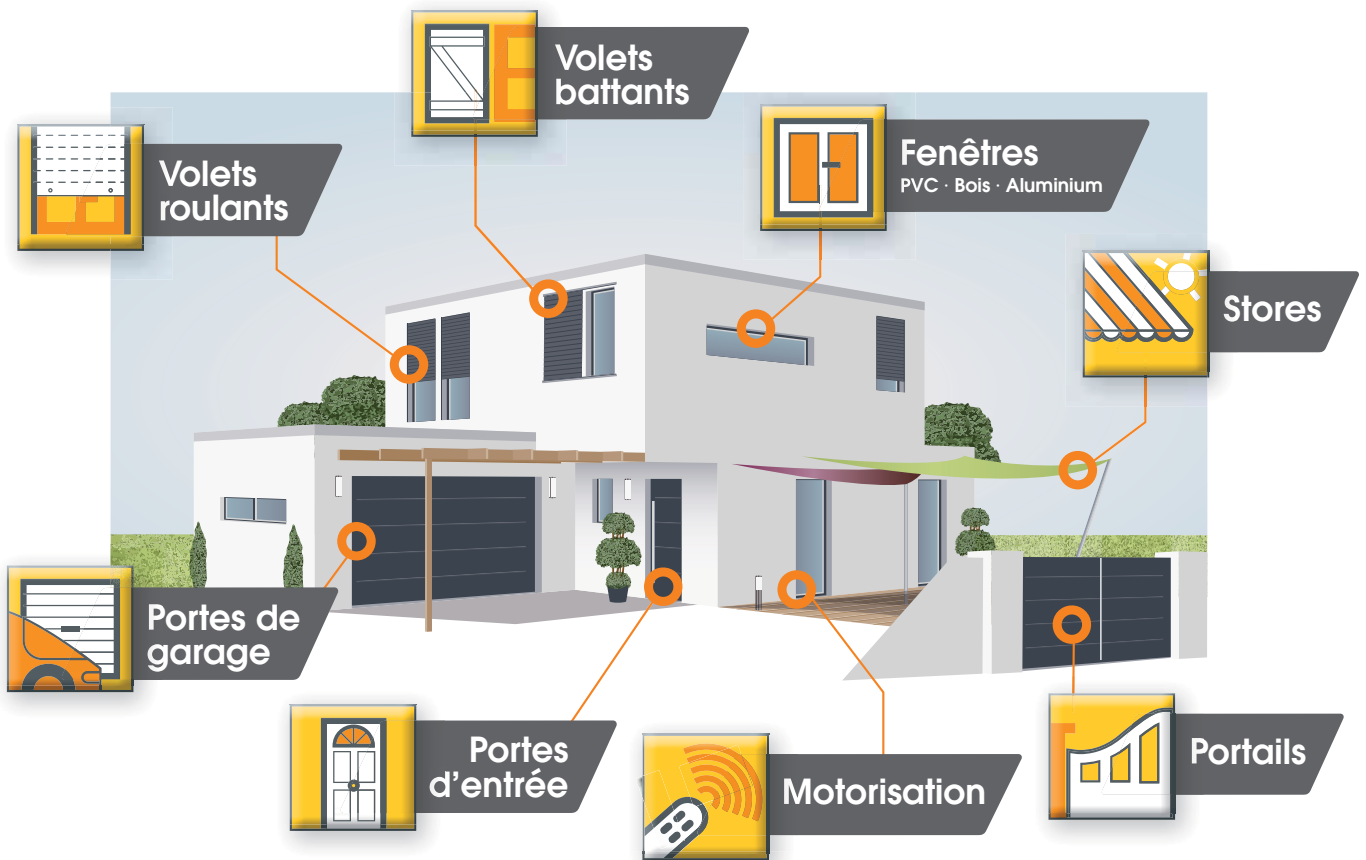 Volets
battants
Volets
roulants
Fenêtres
PVC · Bois · Aluminium
Stores
Portes de
garage
Portes
d'entrée
Motorisation
Portails